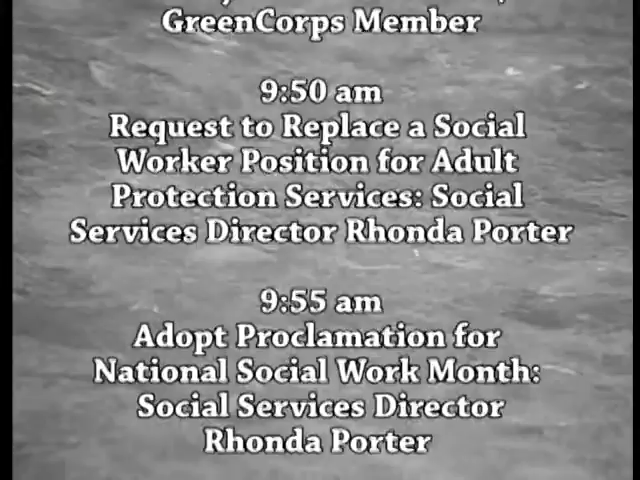 GreenCorps Member
9:50 am
Request to Replace a Social
Worker Position for Adult
Protection Services: Social
Services Director Rhonda Porter
9:55 am
Adopt Proclamation for
National Social Work Month:
Social Services Director
Rhonda Porter